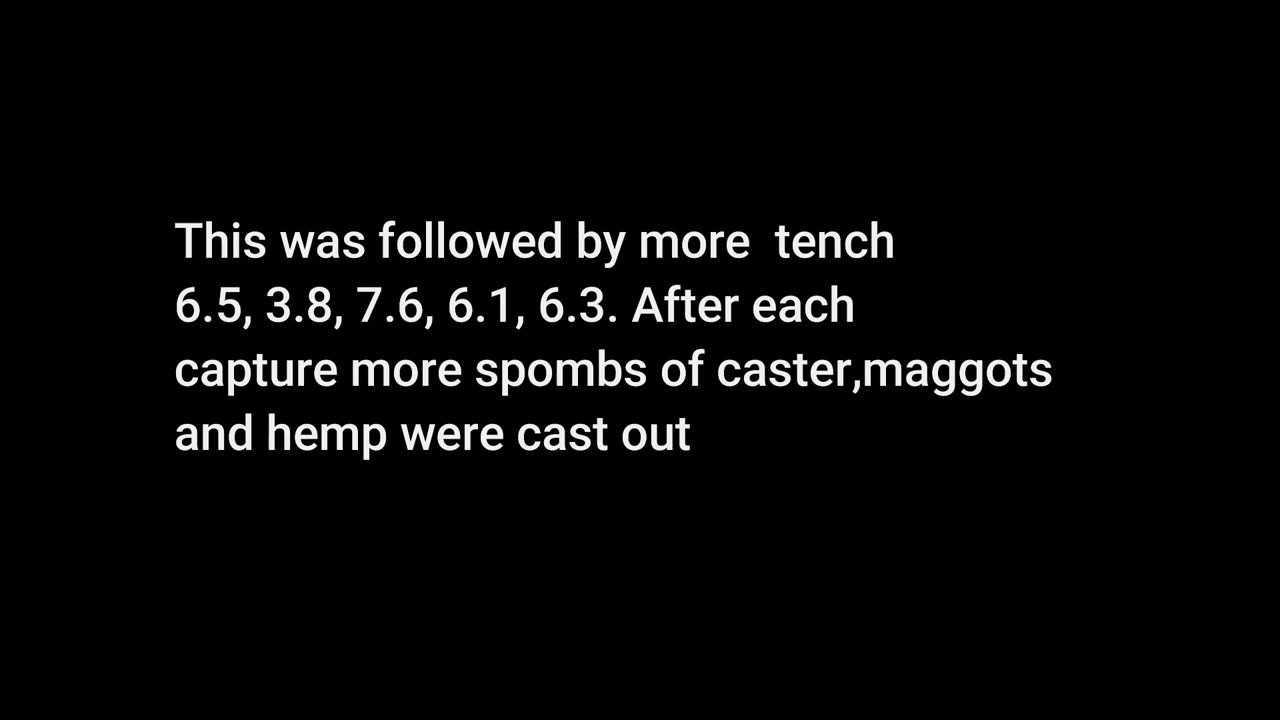 This was followed by more  tench
6.5, 3.8, 7.6, 6.1, 6.3. After each
capture more spombs of caster,maggots
and hemp were cast out